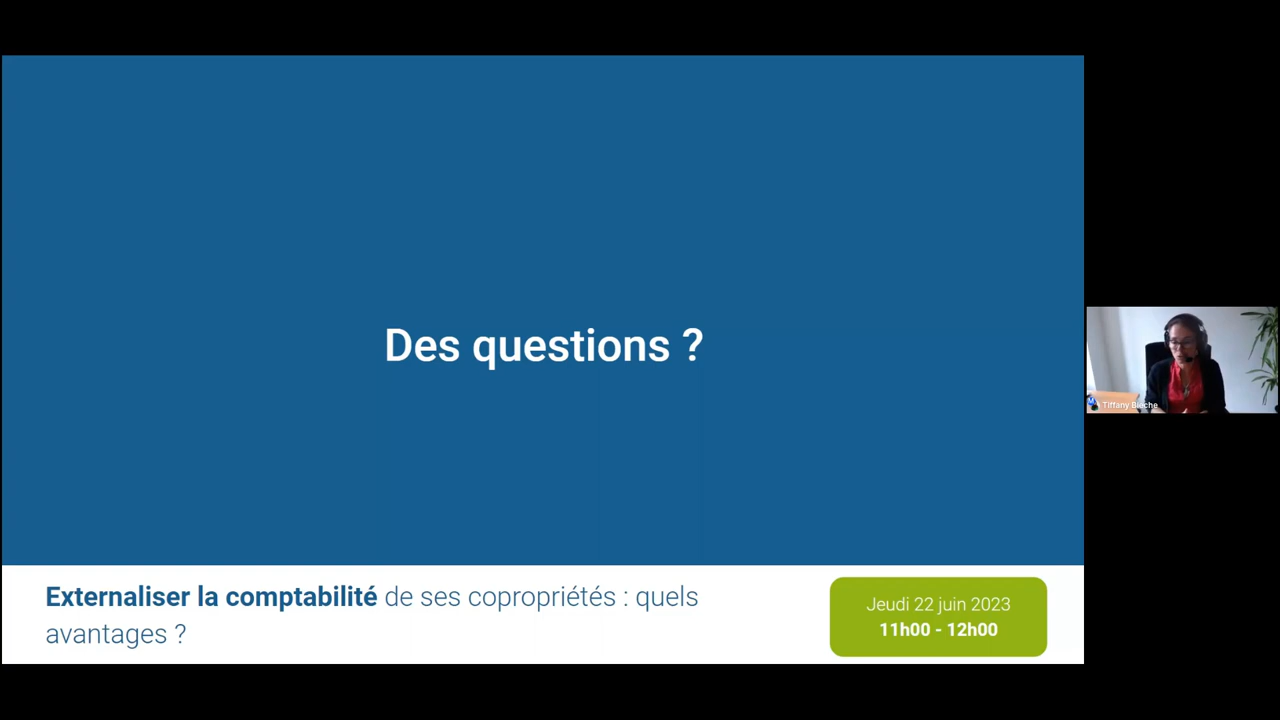 Des questions ?
Externaliser la comptabilité de ses copropriétés : quels
avantages ?
Jeudi 22 juin 2023
11h00 - 12h00
Tiffany